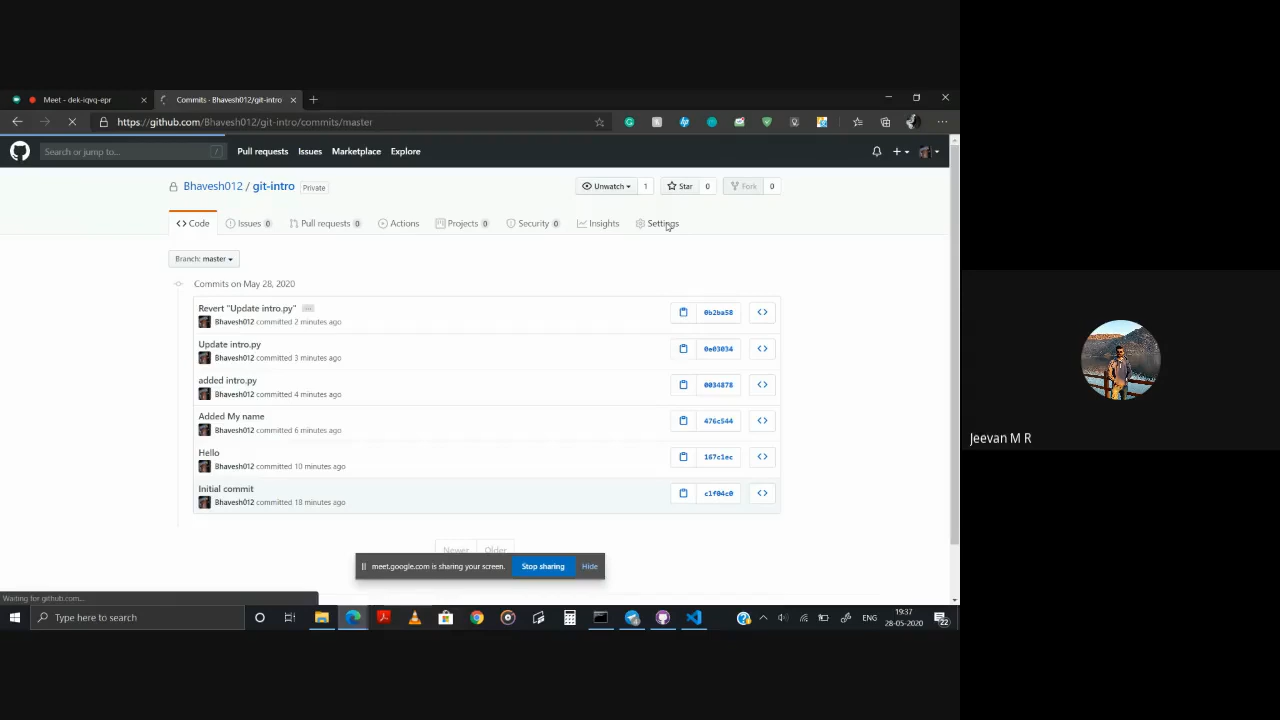 Meet - dek-iqvq-epr
Commits · Bhavesh012/git-intro
https://github.com/Bhavesh012/git-intro/commits/master
Search or jump to...
/
Pull requests
Issues
Marketplace
Explore
Bhavesh012 / git-intro
Private
Unwatch
1
Star
0
Fork
0
Code
Issues 0
Pull requests 0
Actions
Projects 0
Security 0
Insights
Settings
Branch: master
Commits on May 28, 2020
Revert "Update intro.py"
Bhavesh012 committed 2 minutes ago
0b2ba58
Update intro.py
Bhavesh012 committed 3 minutes ago
0e03034
added intro.py
Bhavesh012 committed 4 minutes ago
0034878
Added My name
Bhavesh012 committed 6 minutes ago
476c544
Hello
Bhavesh012 committed 10 minutes ago
167c1ec
Initial commit
Bhavesh012 committed 18 minutes ago
c1f04c0
Newer
Older
meet.google.com is sharing your screen.
Stop sharing
Hide
Waiting for github.com...
Type here to search
ENG
19:37
28-05-2020
22
Jeevan M R